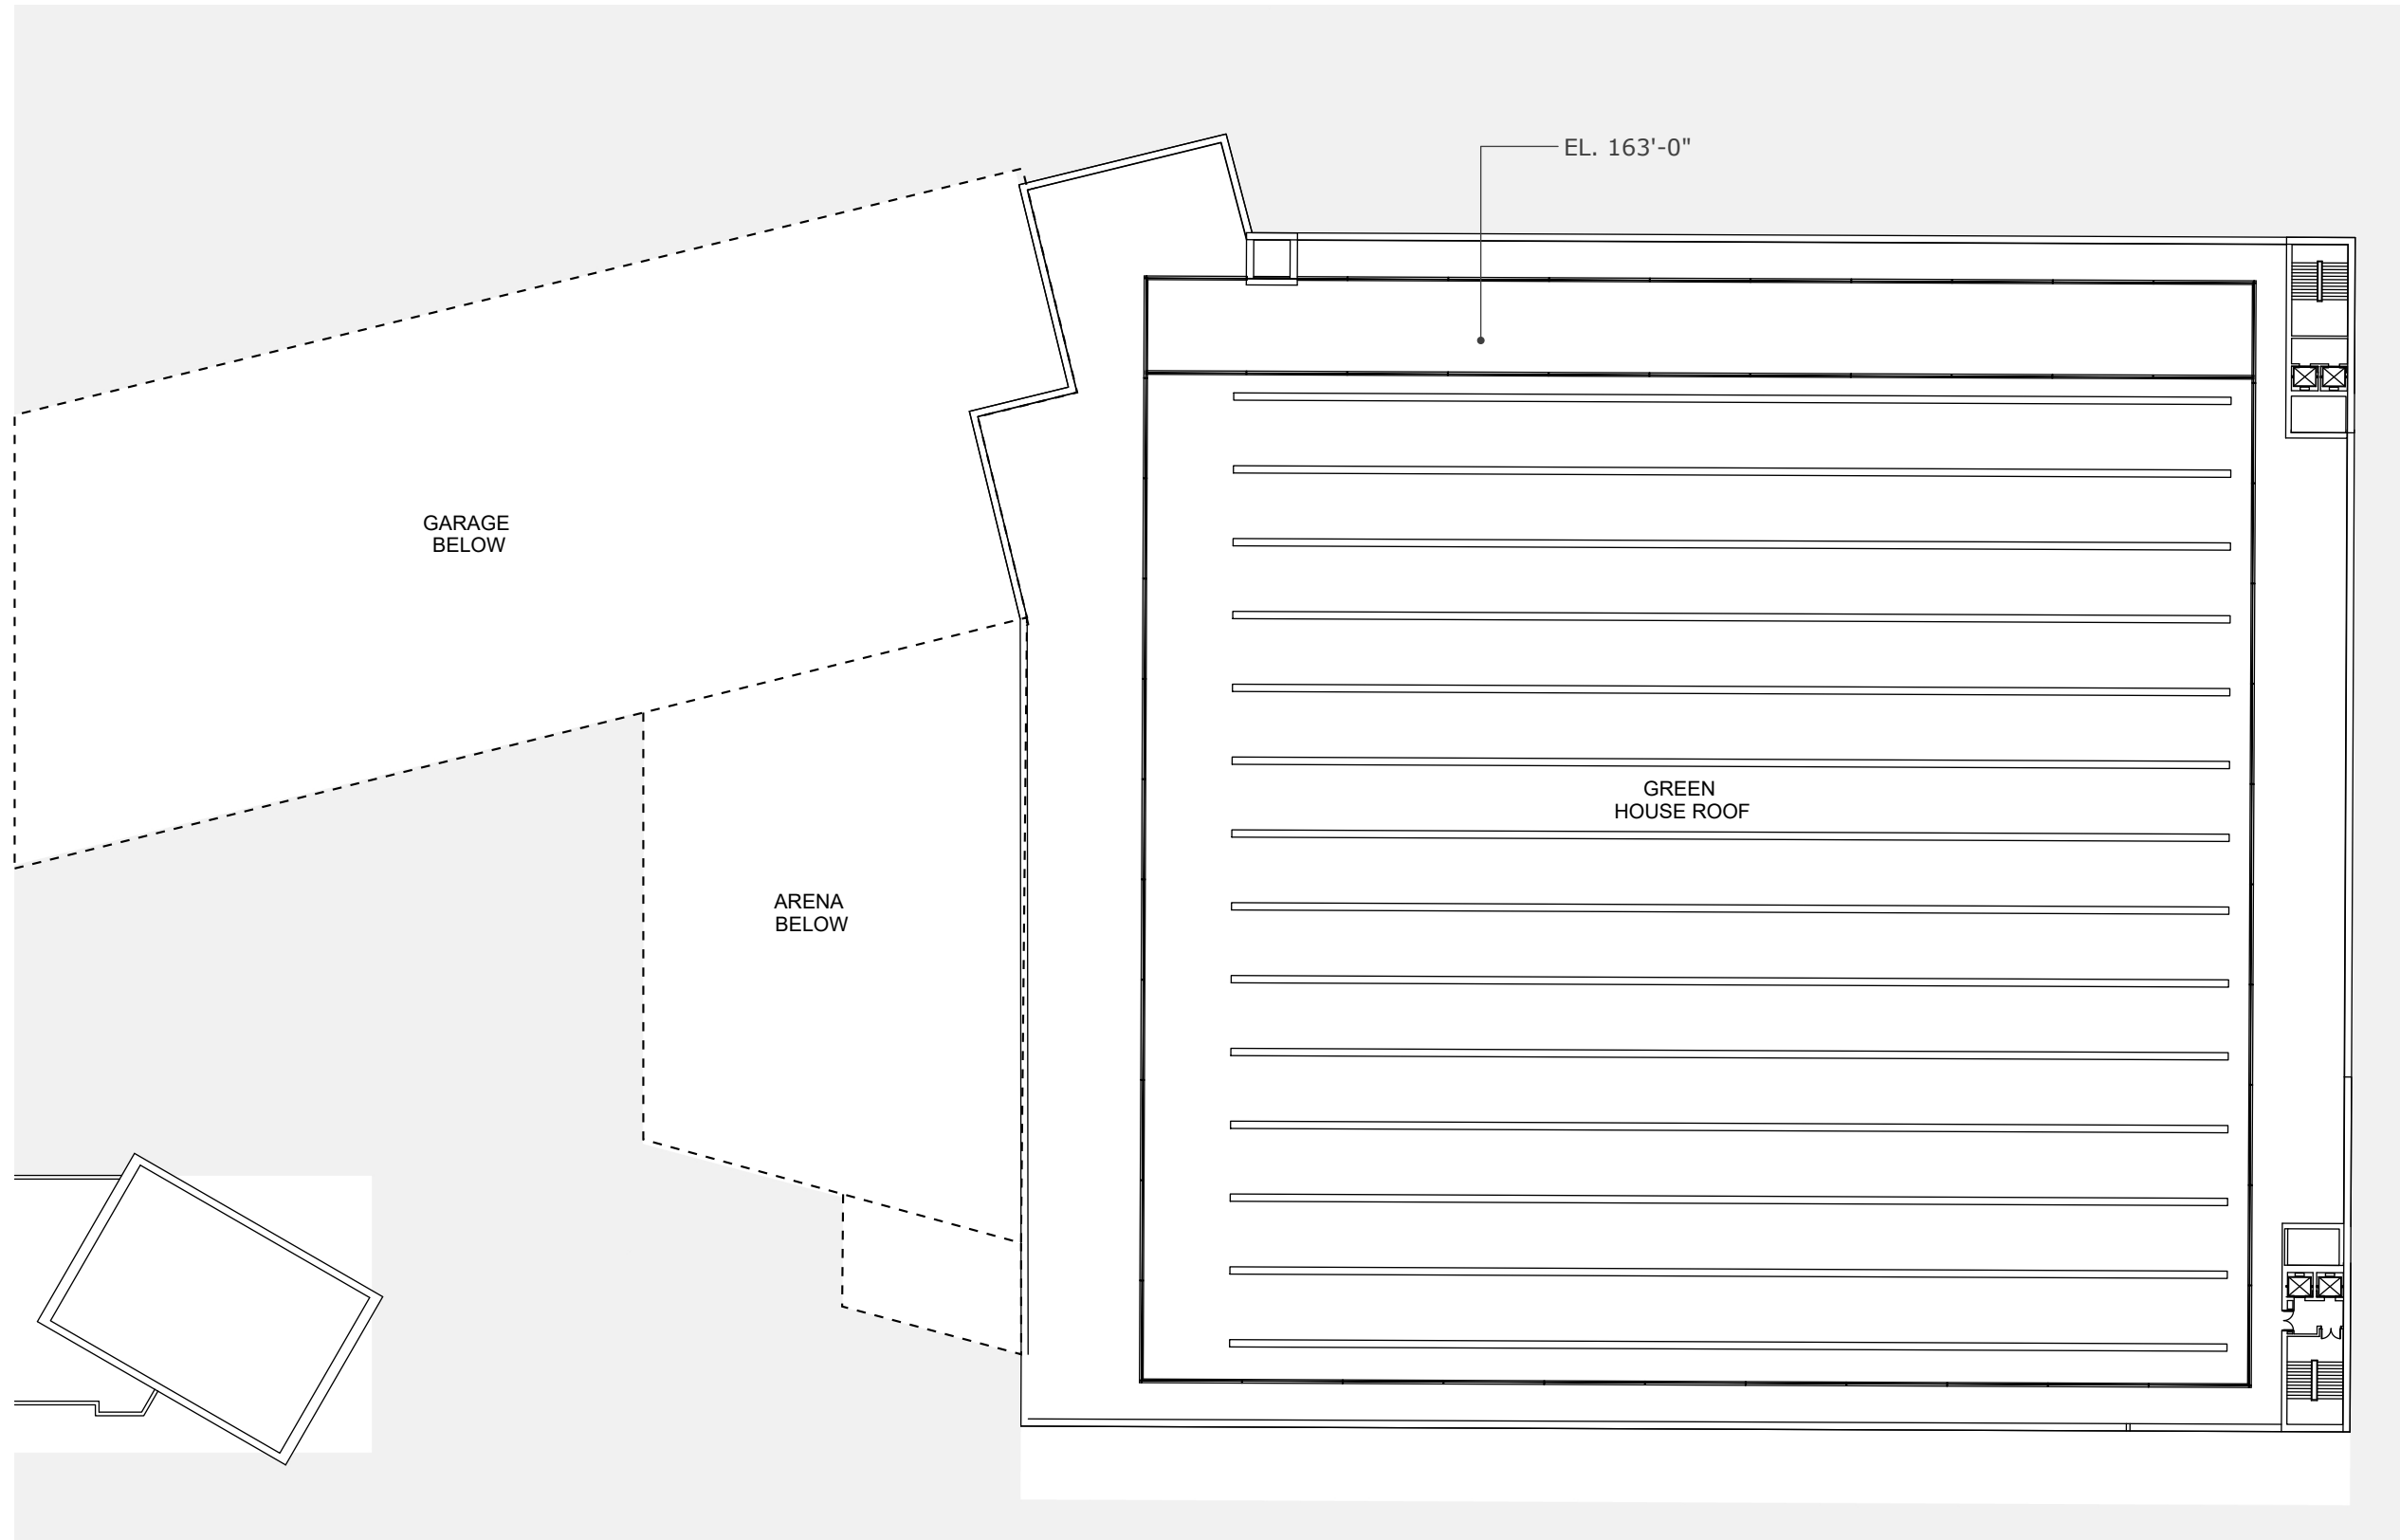 EL. 163'-0"
GARAGE
BELOW
GREEN
HOUSE ROOF
ARENA
BELOW